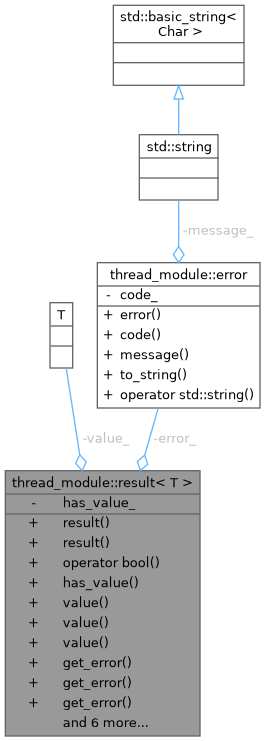 std::basic_string<
Char >
std::string
-message_
thread_module::error
- code_
+ error()
+ code()
+ message()
+ to_string()
+ operator std::string()
T
-value_
-error_
thread_module::result< T >
- has_value_
+ result()
+ result()
+ operator bool()
+ has_value()
+ value()
+ value()
+ value()
+ get_error()
+ get_error()
+ get_error()
and 6 more...